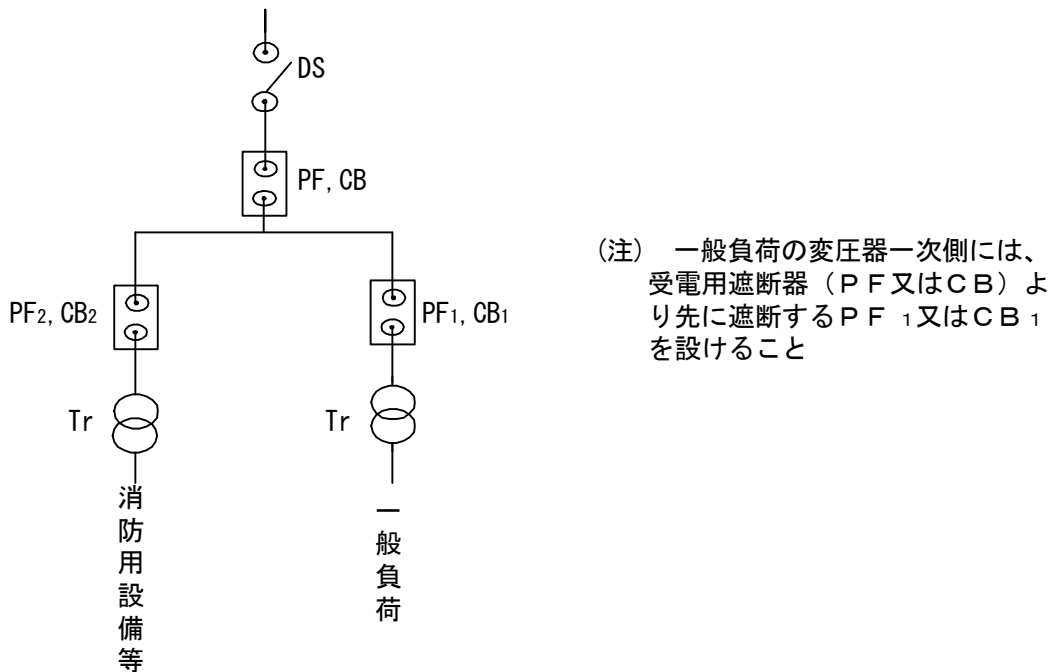 DS
PF, CB
(注) 一般負荷の変圧器一次側には、
受電用遮断器(PF又はCB)よ
り先に遮断するPF₁又はCB₁
を設けること
PF₂, CB₂
PF₁, CB₁
Tr
Tr
消防用設備等
一般負荷